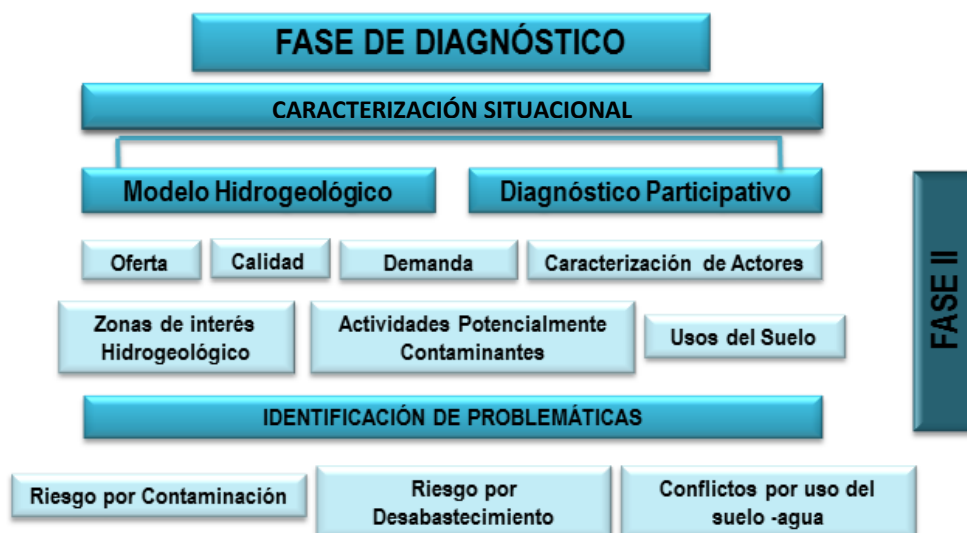 FASE DE DIAGNÓSTICO
CARACTERIZACIÓN SITUACIONAL
Modelo Hidrogeológico
Diagnóstico Participativo
Oferta
Calidad
Demanda
Caracterización de Actores
Zonas de interés
Hidrogeológico
Actividades Potencialmente
Contaminantes
Usos del Suelo
FASE II
IDENTIFICACIÓN DE PROBLEMÁTICAS
Riesgo por Contaminación
Riesgo por
Desabastecimiento
Conflictos por uso del
suelo -agua